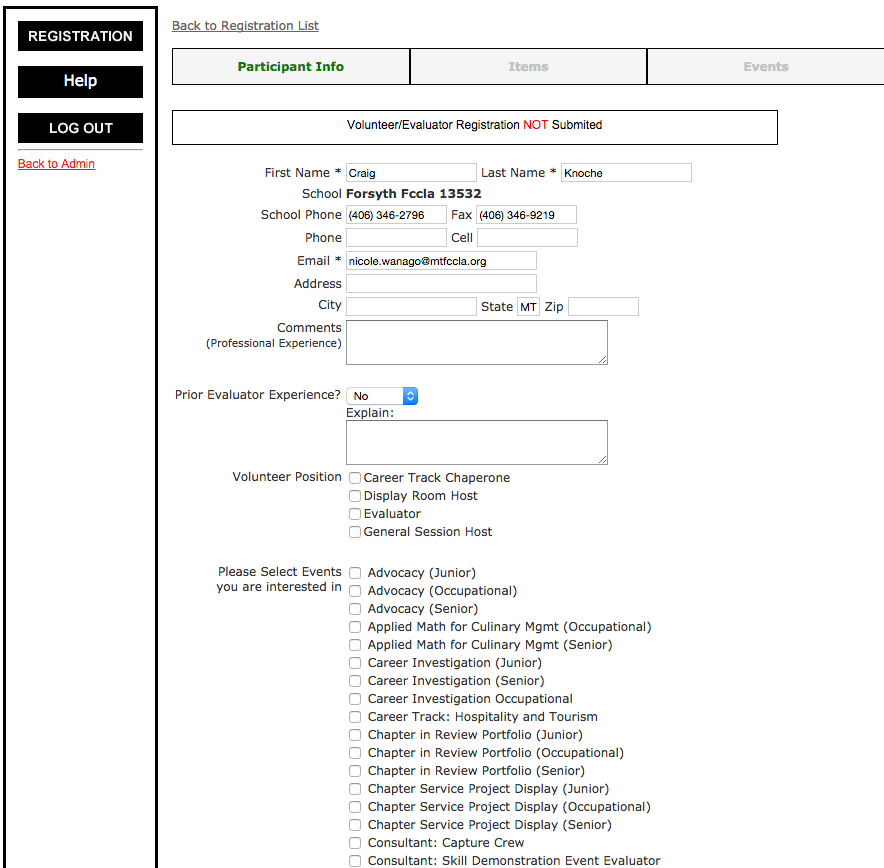 REGISTRATION
Help
LOG OUT
Back to Admin
Back to Registration List
Participant Info Items Events
Volunteer/Evaluator Registration NOT Submited
First Name * Craig Last Name * Knoche
School Forsyth Fccla 13532
School Phone (406) 346-2796 Fax (406) 346-9219
Phone Cell
Email * nicole.wanago@mtfccla.org
Address
City State MT Zip
Comments
(Professional Experience)
Prior Evaluator Experience? No
Explain:
Volunteer Position Career Track Chaperone
Display Room Host
Evaluator
General Session Host
Please Select Events
you are interested in
Advocacy (Junior)
Advocacy (Occupational)
Advocacy (Senior)
Applied Math for Culinary Mgmt (Occupational)
Applied Math for Culinary Mgmt (Senior)
Career Investigation (Junior)
Career Investigation (Senior)
Career Investigation Occupational
Career Track: Hospitality and Tourism
Chapter in Review Portfolio (Junior)
Chapter in Review Portfolio (Occupational)
Chapter in Review Portfolio (Senior)
Chapter Service Project Display (Junior)
Chapter Service Project Display (Occupational)
Chapter Service Project Display (Senior)
Consultant: Capture Crew
Consultant: Skill Demonstration Event Evaluator